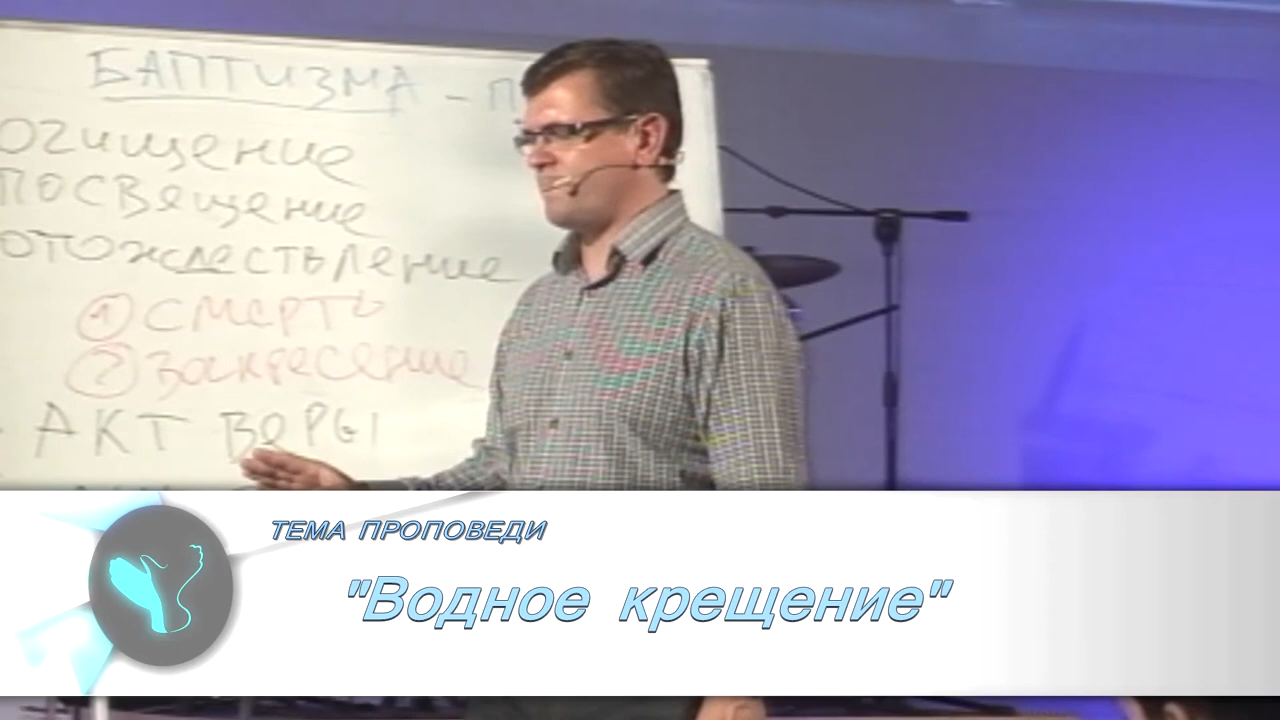 БАПТИЗМА - П
ОЧИЩЕНИЕ
ПОСВЯЩЕНИЕ
ОТОЖДЕСТВЛЕНИЕ
1 СМЕРТЬ
2 ВОСКРЕСЕНИЕ
- АКТ ВЕРЫ
ТЕМА ПРОПОВЕДИ
"Водное крещение"